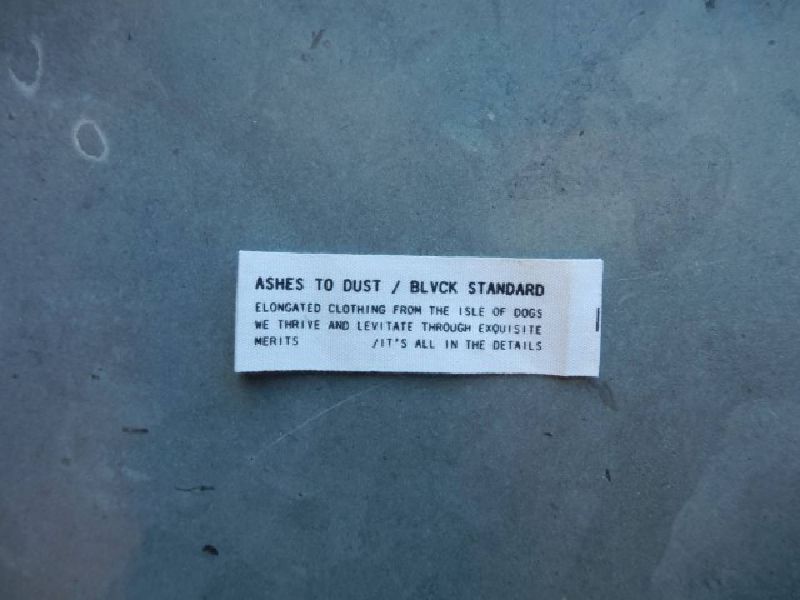 ASHES TO DUST / BLVCK STANDARD
ELONGATED CLOTHING FROM THE ISLE OF DOGS
WE THRIVE AND LEVITATE THROUGH EXQUISITE
MERITS /IT'S ALL IN THE DETAILS